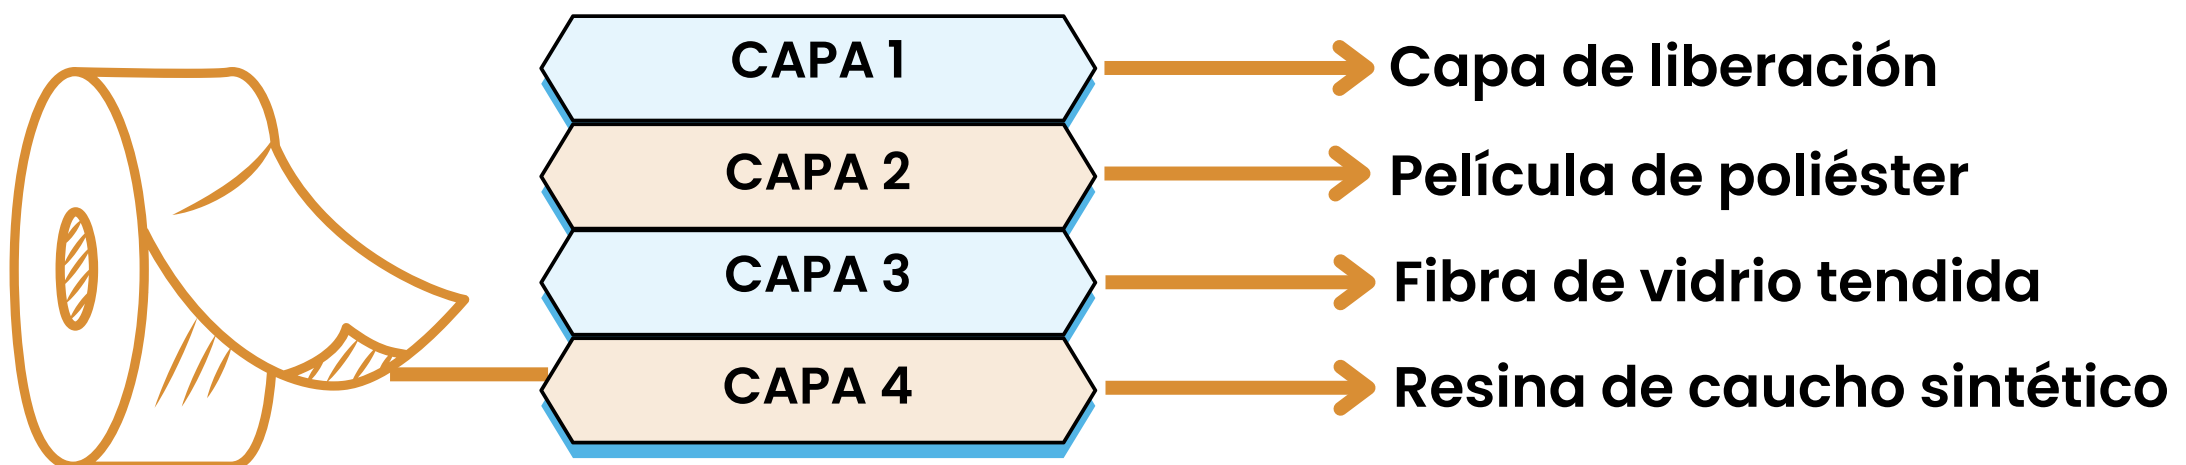 CAPA 1
Capa de liberación
CAPA 2
Película de poliéster
CAPA 3
Fibra de vidrio tendida
CAPA 4
Resina de caucho sintético